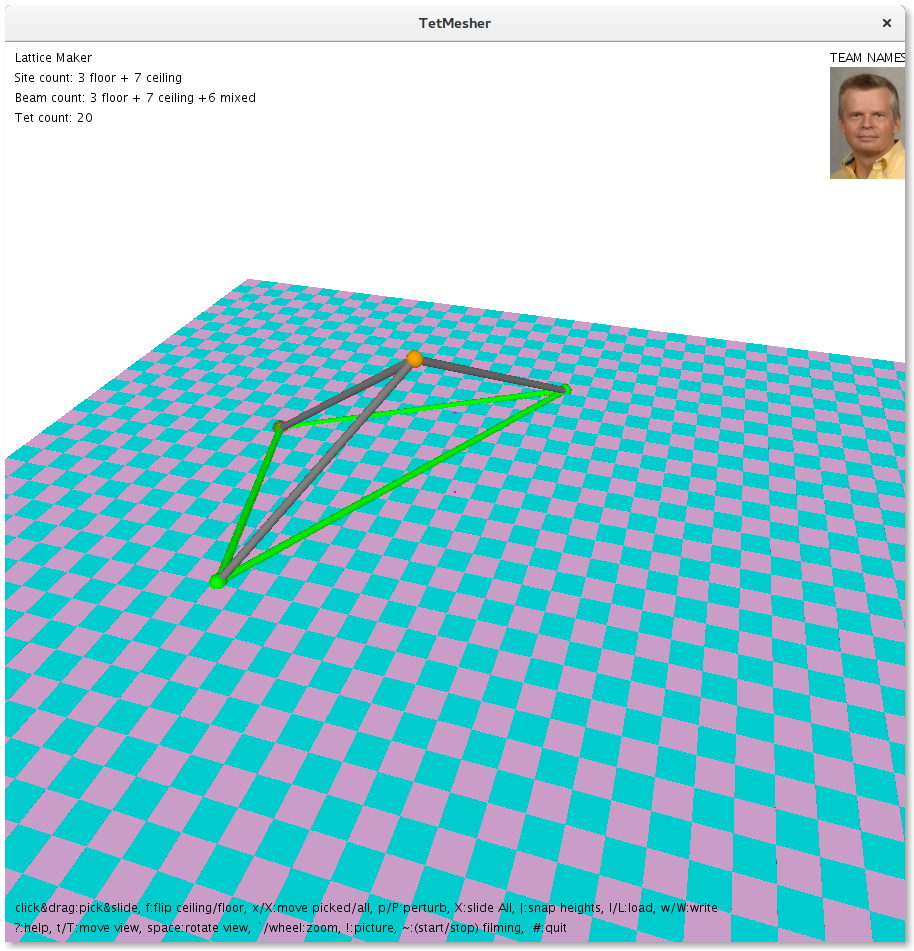 TetMesher
Lattice Maker
TEAM NAMES
Site count: 3 floor + 7 ceiling
Beam count: 3 floor + 7 ceiling +6 mixed
Tet count: 20
click&drag:pick&slide, f:flip ceiling/floor, x/X:move picked/all, p/P:perturb, X:slide All, |:snap heights, l/L:load, w/W:write
?:help, t/T:move view, space:rotate view, `/wheel:zoom, !:picture, ~:(start/stop) filming, #:quit